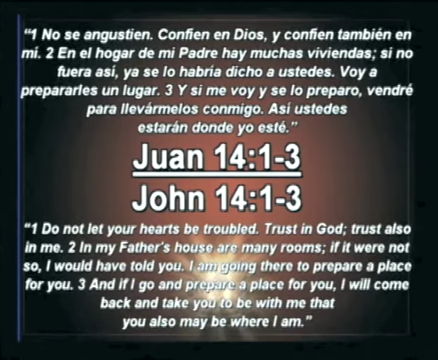 “1 No se angustien. Confíen en Dios, y confíen también en
mí. 2 En el hogar de mi Padre hay muchas viviendas; si no
fuera así, ya se lo habría dicho a ustedes. Voy a
prepararles un lugar. 3 Y si me voy y se lo preparo, vendré
para llevármelos conmigo. Así ustedes
estarán donde yo esté.”
Juan 14:1-3
John 14:1-3
“1 Do not let your hearts be troubled. Trust in God; trust also
in me. 2 In my Father's house are many rooms; if it were not
so, I would have told you. I am going there to prepare a place
for you. 3 And if I go and prepare a place for you, I will come
back and take you to be with me that
you also may be where I am.”